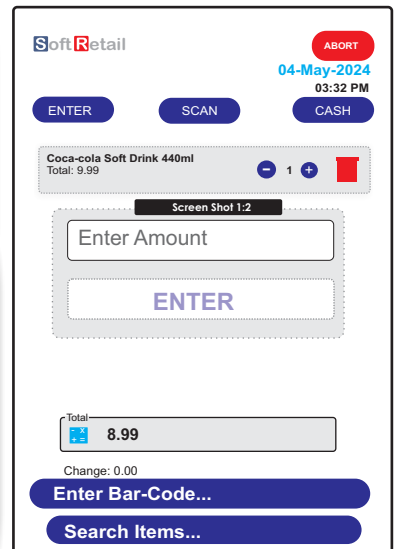 Soft Retail
ABORT
04-May-2024
03:32 PM
ENTER
SCAN
CASH
Coca-cola Soft Drink 440ml
Total: 9.99
- 1 +
Screen Shot 1:2
Enter Amount
ENTER
Total
- x
+ =
8.99
Change: 0.00
Enter Bar-Code...
Search Items...